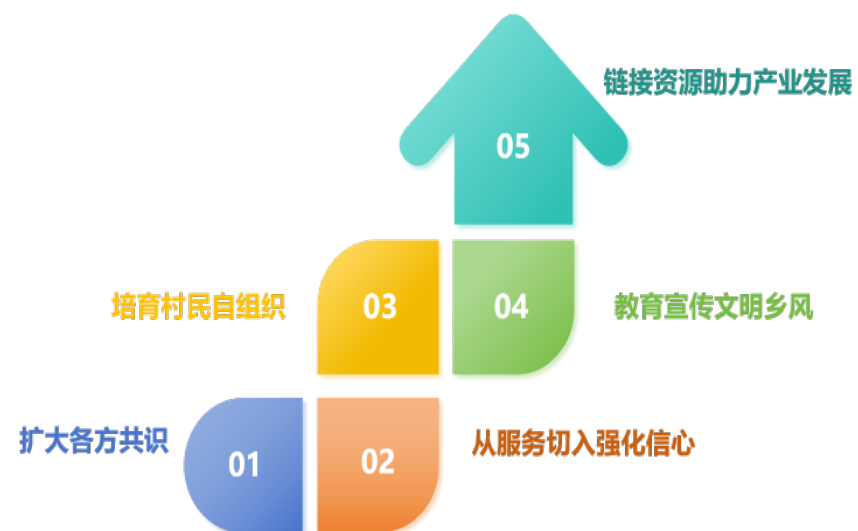 链接资源助力产业发展
05
培育村民自组织
03
04
教育宣传文明乡风
扩大各方共识
01
02
从服务切入强化信心